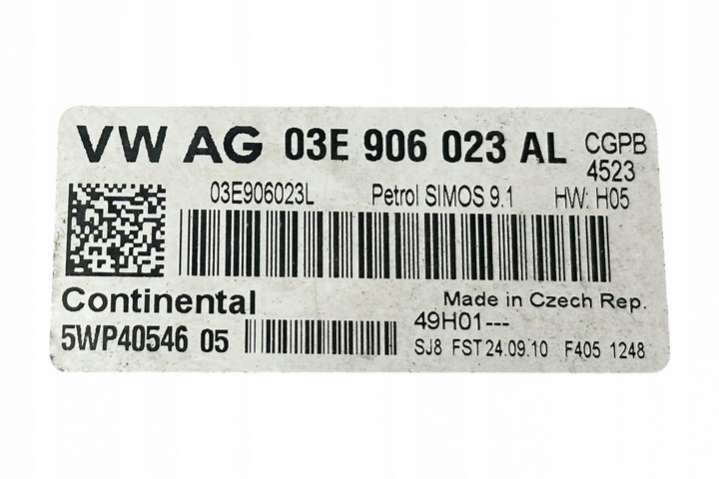 VW AG 03E 906 023 AL CGPB
4523
03E906023L Petrol SIMOS 9.1 HW: H05
Continental Made in Czech Rep.
5WP40546 05 49H01---
SJ8 FST 24.09.10 F405 1248